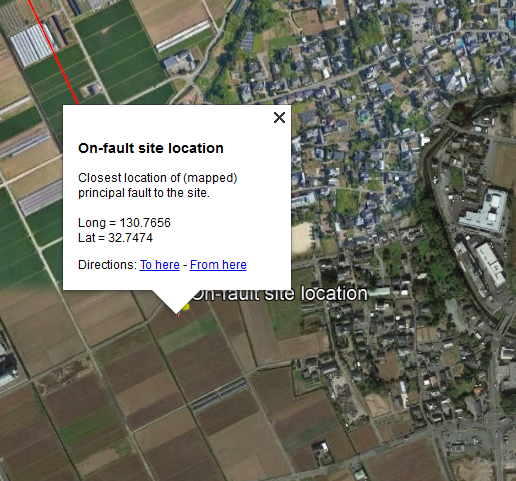 On-fault site location
Closest location of (mapped)
principal fault to the site.
Long = 130.7656
Lat = 32.7474
Directions: To here - From here
On-fault site location